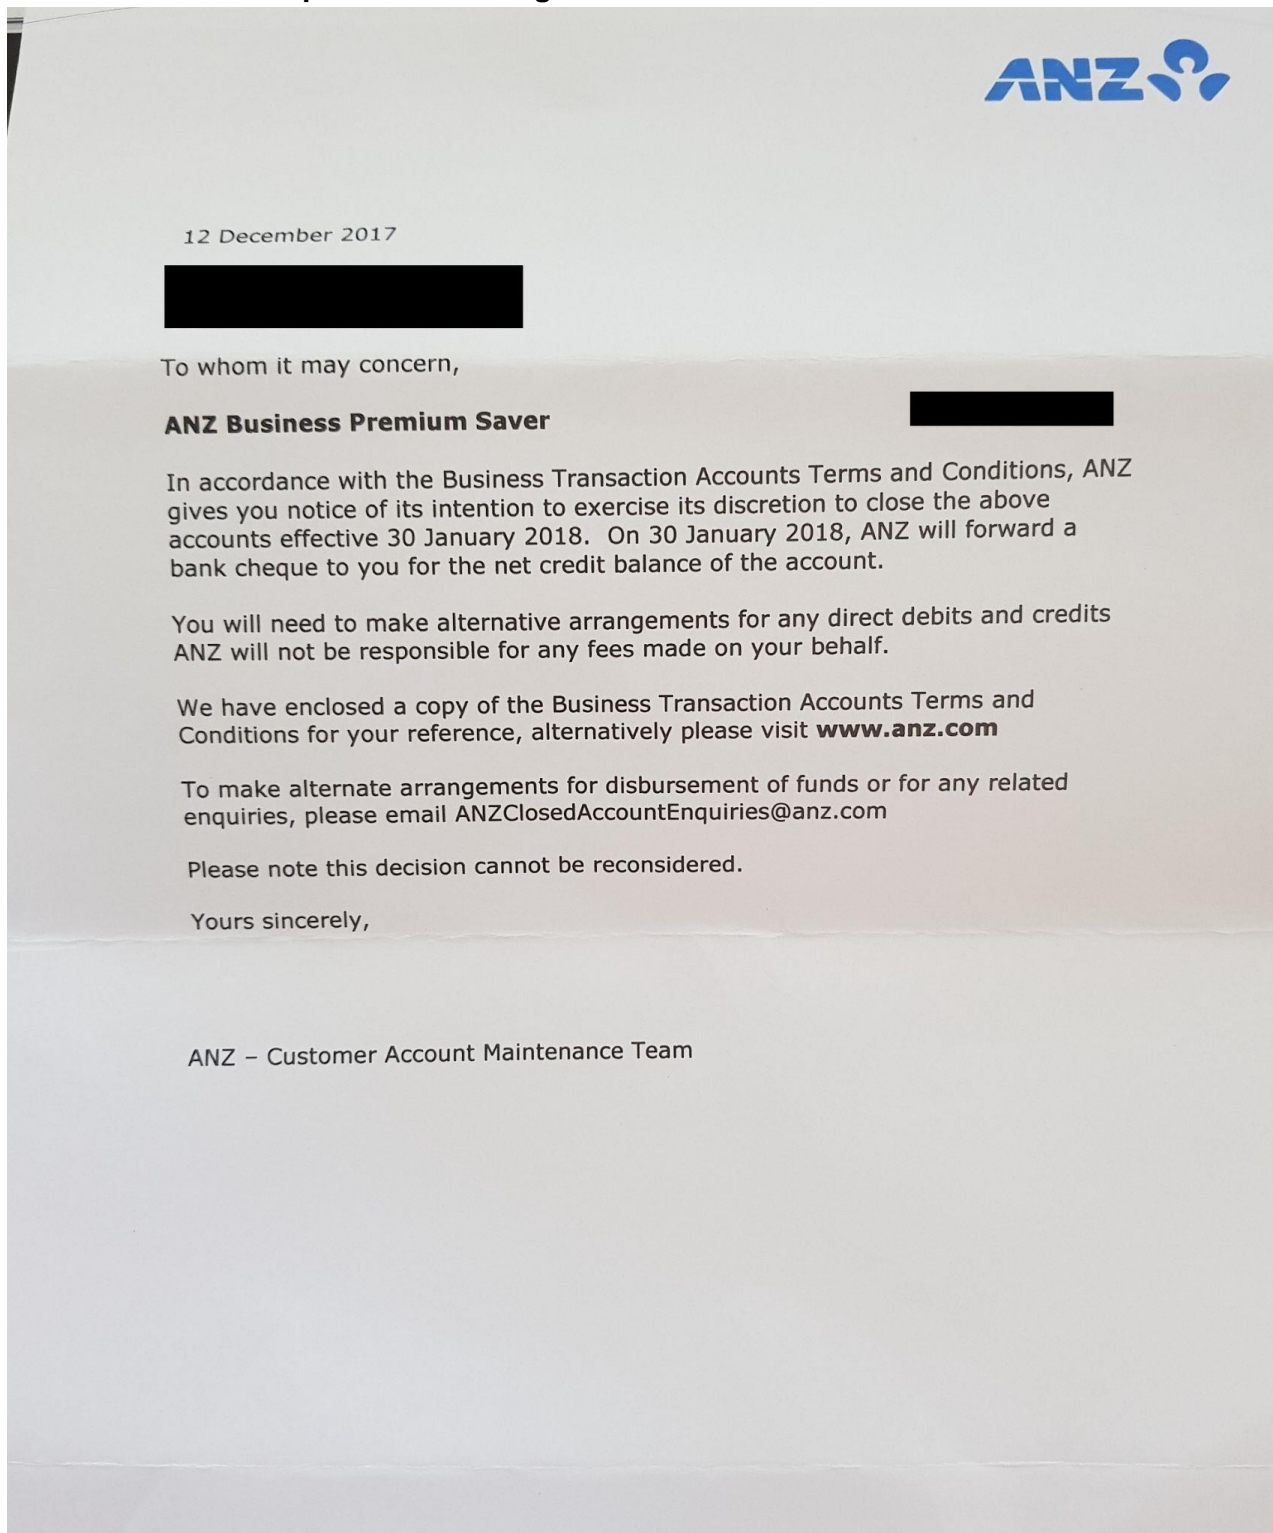 ANZ
12 December 2017
To whom it may concern,
ANZ Business Premium Saver
In accordance with the Business Transaction Accounts Terms and Conditions, ANZ
gives you notice of its intention to exercise its discretion to close the above
accounts effective 30 January 2018.  On 30 January 2018, ANZ will forward a
bank cheque to you for the net credit balance of the account.
You will need to make alternative arrangements for any direct debits and credits
ANZ will not be responsible for any fees made on your behalf.
We have enclosed a copy of the Business Transaction Accounts Terms and
Conditions for your reference, alternatively please visit www.anz.com
To make alternate arrangements for disbursement of funds or for any related
enquiries, please email ANZClosedAccountEnquiries@anz.com
Please note this decision cannot be reconsidered.
Yours sincerely,
ANZ – Customer Account Maintenance Team